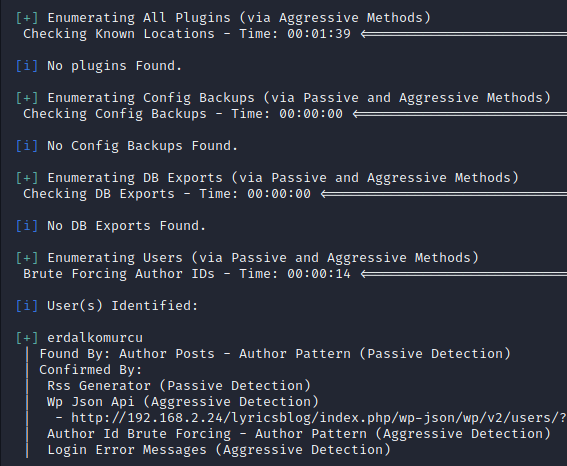 [+] Enumerating All Plugins (via Aggressive Methods)
Checking Known Locations - Time: 00:01:39 <==============================
[i] No plugins Found.
[+] Enumerating Config Backups (via Passive and Aggressive Methods)
Checking Config Backups - Time: 00:00:00 <===============================
[i] No Config Backups Found.
[+] Enumerating DB Exports (via Passive and Aggressive Methods)
Checking DB Exports - Time: 00:00:00 <===================================
[i] No DB Exports Found.
[+] Enumerating Users (via Passive and Aggressive Methods)
Brute Forcing Author IDs - Time: 00:00:14 <==============================
[i] User(s) Identified:
[+] erdalkomurcu
| Found By: Author Posts - Author Pattern (Passive Detection)
| Confirmed By:
|  Rss Generator (Passive Detection)
|  Wp Json Api (Aggressive Detection)
|   - http://192.168.2.24/lyricsblog/index.php/wp-json/wp/v2/users/?
|  Author Id Brute Forcing - Author Pattern (Aggressive Detection)
|  Login Error Messages (Aggressive Detection)